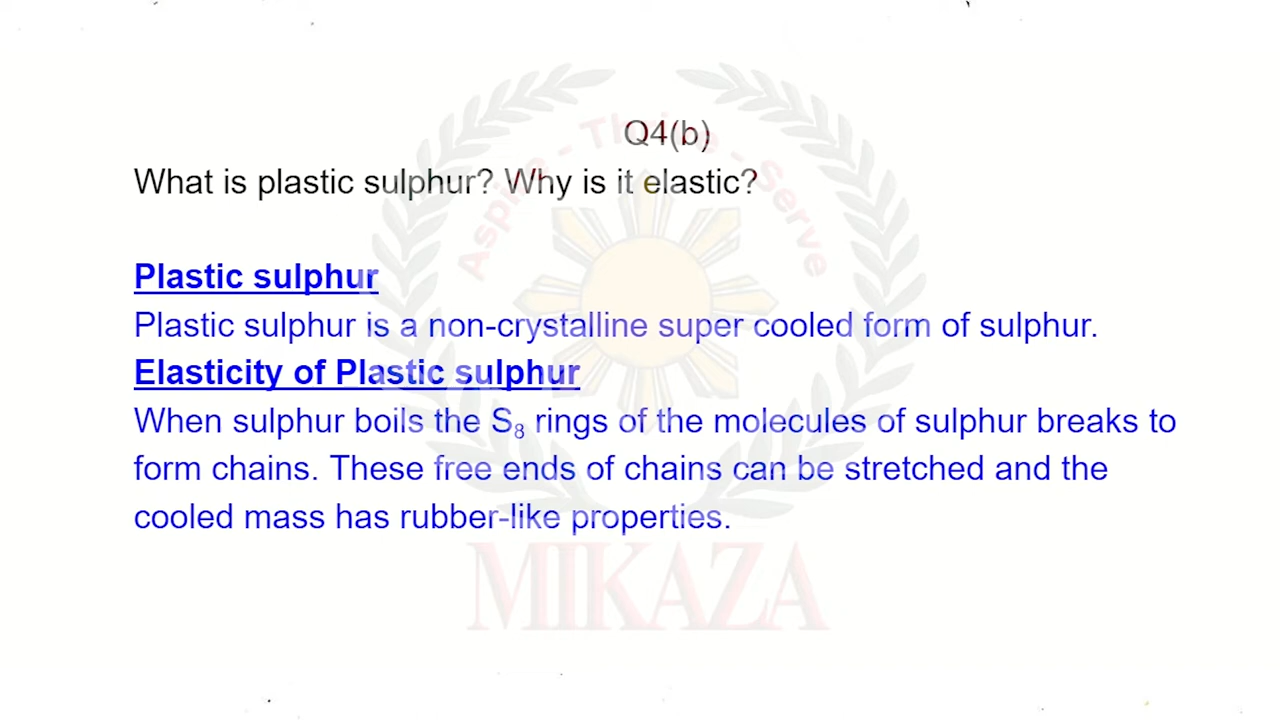 Q4(b)
What is plastic sulphur? Why is it elastic?
Aspire - Thrive - Serve
Plastic sulphur
Plastic sulphur is a non-crystalline super cooled form of sulphur.
Elasticity of Plastic sulphur
When sulphur boils the S₈ rings of the molecules of sulphur breaks to
form chains. These free ends of chains can be stretched and the
cooled mass has rubber-like properties.
MIKAZA